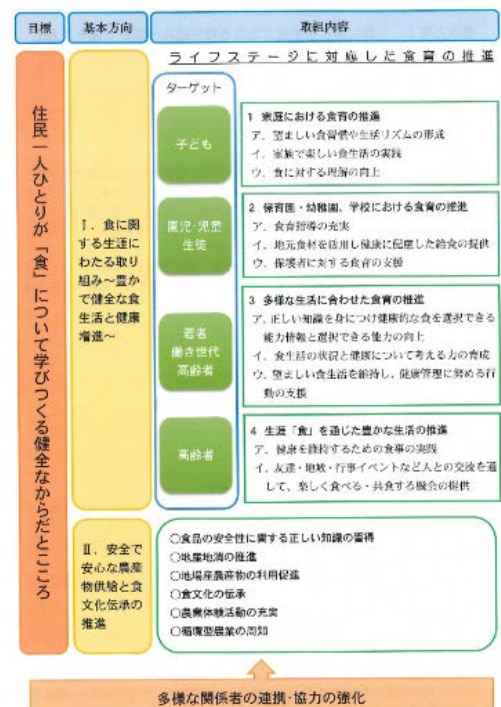 目標
基本方向
取組内容
ライフステージに対応した食育の推進
住民一人ひとりが「食」について学びつくる健全なからだとこころ
Ⅰ．食に関
する生涯に
わたる取り
組み～豊か
で健全な食
生活と健康
増進～
ターゲット
子ども
1 家庭における食育の推進
ア．望ましい食習慣や生活リズムの形成
イ．家族で楽しい食生活の実践
ウ．食に対する理解の向上
園児・児童
生徒
2 保育園・幼稚園、学校における食育の推進
ア．食育指導の充実
イ．地元食材を活用し健康に配慮した給食の提供
ウ．保護者に対する食育の支援
若者
働き世代
高齢者
3 多様な生活に合わせた食育の推進
ア．正しい知識を身につけ健康的な食を選択できる
能力情報と選択できる能力の向上
イ．食生活の状況と健康について考える力の育成
ウ．望ましい食生活を維持し、健康管理に努める行
動の支援
高齢者
4 生涯「食」を通じた豊かな生活の推進
ア．健康を維持するための食事の実践
イ．友達・地域・行事イベントなど人との交流を通
して、楽しく食べる・共食する機会の提供
Ⅱ．安全で
安心な農産
物供給と食
文化伝承の
推進
○食品の安全性に関する正しい知識の習得
○地産地消の推進
○地場産農産物の利用促進
○食文化の伝承
○農業体験活動の充実
○循環型農業の周知
多様な関係者の連携・協力の強化